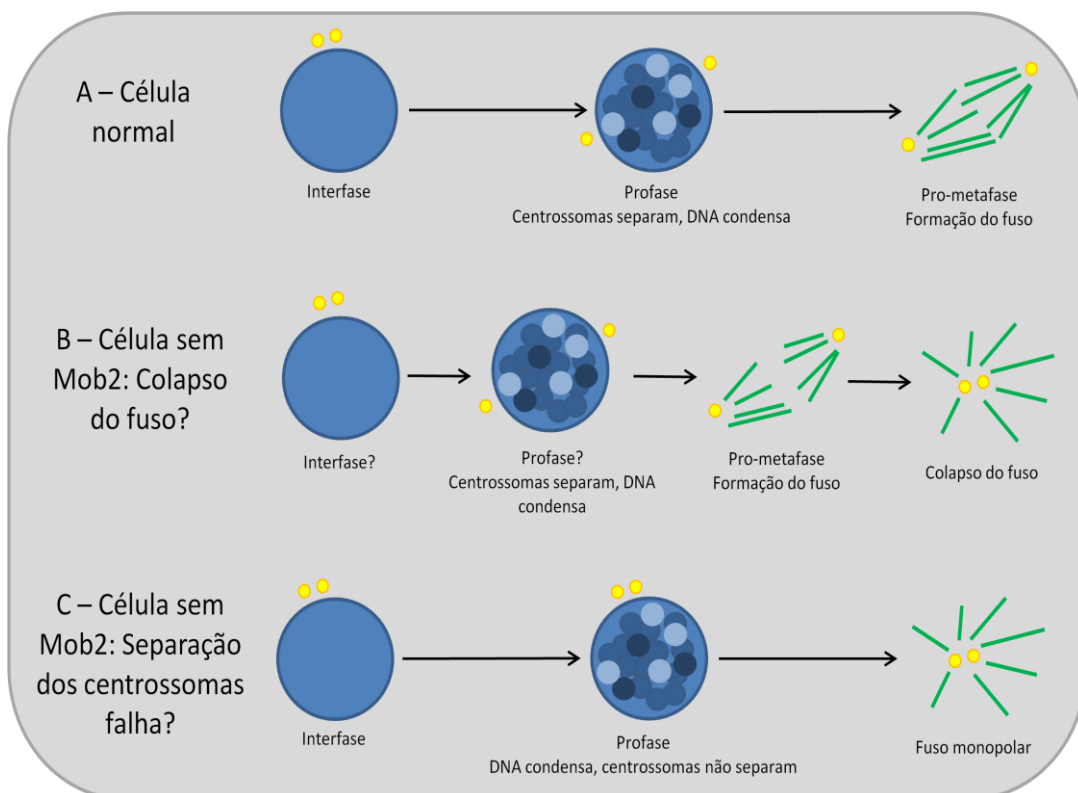 A – Célula
normal
Interfase
Profase
Centrossomas separam, DNA condensa
Pro-metafase
Formação do fuso
B – Célula sem
Mob2: Colapso
do fuso?
Interfase?
Profase?
Centrossomas separam, DNA
condensa
Pro-metafase
Formação do fuso
Colapso do fuso
C – Célula sem
Mob2: Separação
dos centrossomas
falha?
Interfase
Profase
DNA condensa, centrossomas não separam
Fuso monopolar